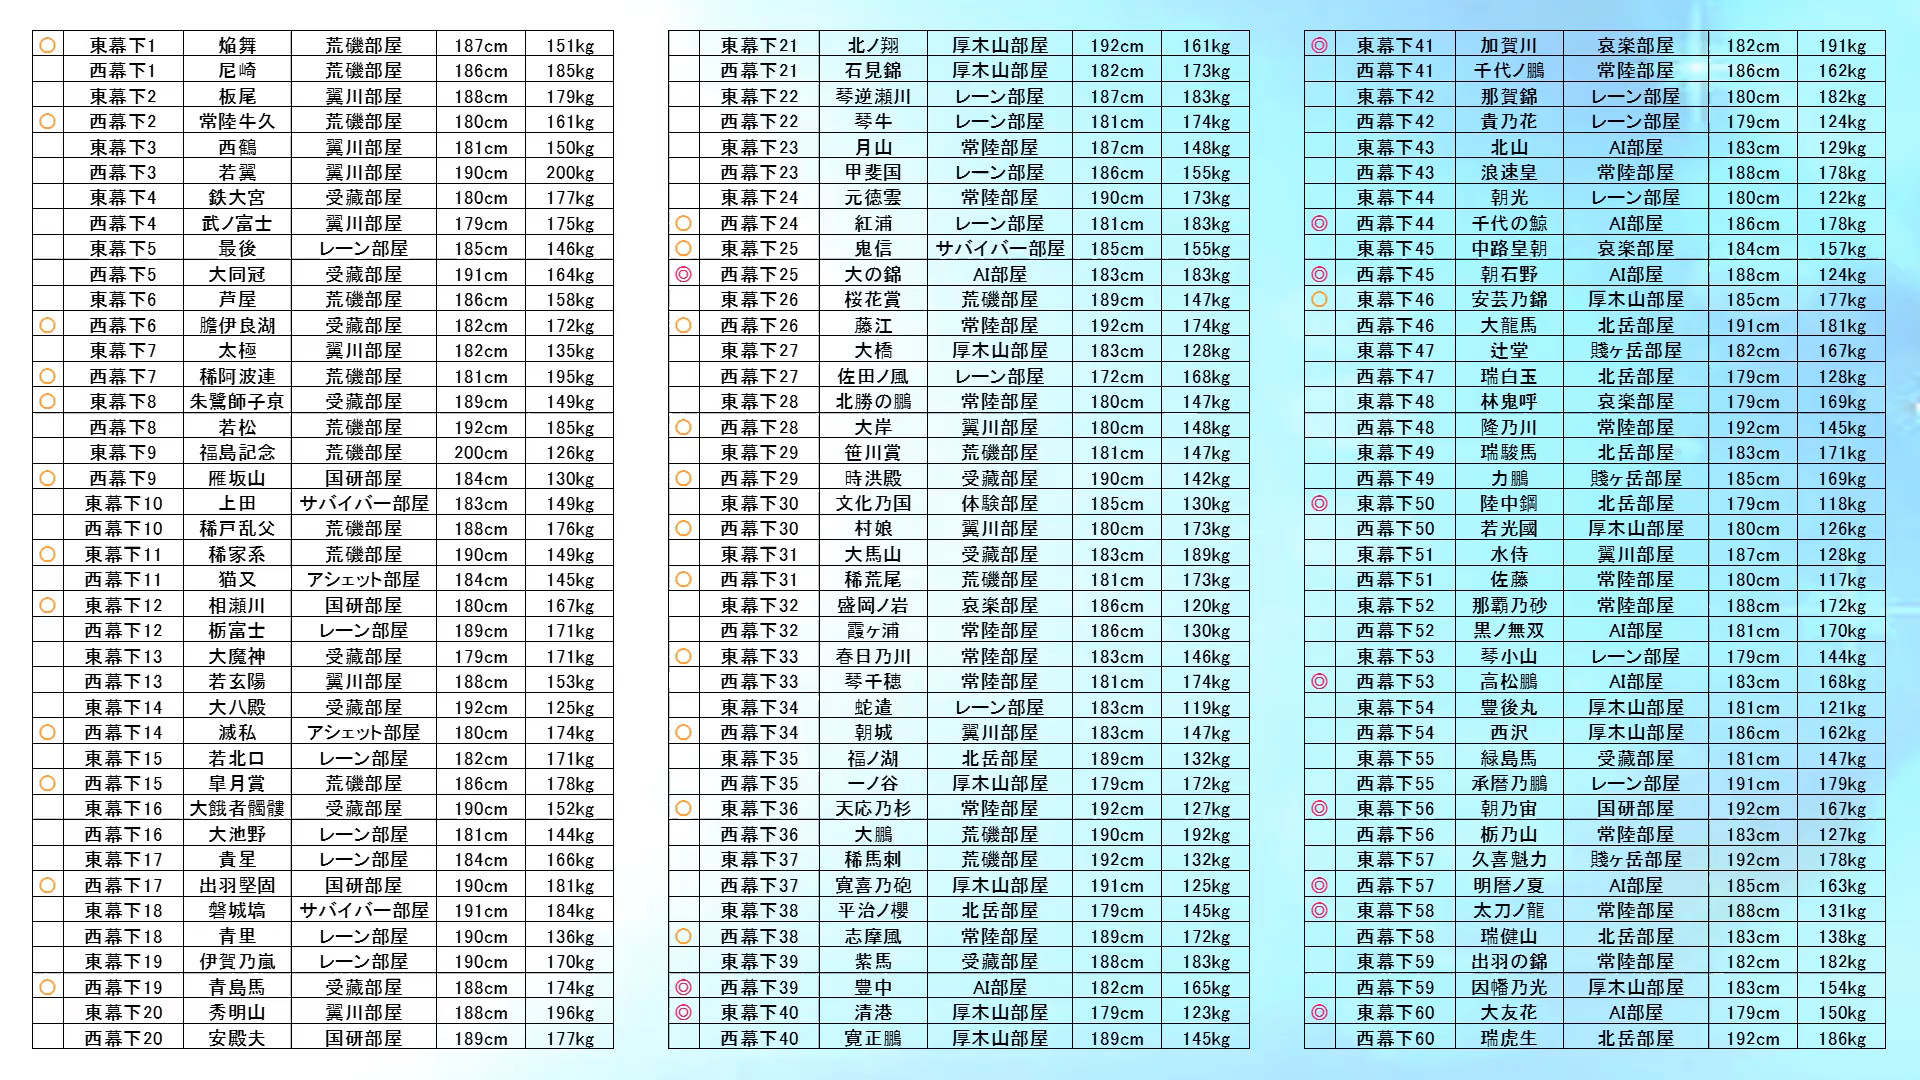 ○ 東幕下1 焔舞 荒磯部屋 187cm 151kg
西幕下1 尼崎 荒磯部屋 186cm 185kg
東幕下2 板尾 翼川部屋 188cm 179kg
○ 西幕下2 常陸牛久 荒磯部屋 180cm 161kg
東幕下3 西鶴 翼川部屋 181cm 150kg
西幕下3 若翼 翼川部屋 190cm 200kg
東幕下4 鉄大宮 受藏部屋 180cm 177kg
西幕下4 武ノ富士 翼川部屋 179cm 175kg
東幕下5 最後 レーン部屋 185cm 146kg
西幕下5 大同冠 受藏部屋 191cm 164kg
東幕下6 芦屋 荒磯部屋 186cm 158kg
○ 西幕下6 膽伊良湖 受藏部屋 182cm 172kg
東幕下7 太極 翼川部屋 182cm 135kg
○ 西幕下7 稀阿波連 荒磯部屋 181cm 195kg
○ 東幕下8 朱鷺師子京 受藏部屋 189cm 149kg
西幕下8 若松 荒磯部屋 192cm 185kg
東幕下9 福島記念 荒磯部屋 200cm 126kg
○ 西幕下9 雁坂山 国研部屋 184cm 130kg
東幕下10 上田 サバイバー部屋 183cm 149kg
西幕下10 稀戸乱父 荒磯部屋 188cm 176kg
○ 東幕下11 稀家系 荒磯部屋 190cm 149kg
西幕下11 猫又 アシェット部屋 184cm 145kg
○ 東幕下12 相瀬川 国研部屋 180cm 167kg
西幕下12 栃富士 レーン部屋 189cm 171kg
東幕下13 大魔神 受藏部屋 179cm 171kg
西幕下13 若玄陽 翼川部屋 188cm 153kg
東幕下14 大八殿 受藏部屋 192cm 125kg
○ 西幕下14 滅私 アシェット部屋 180cm 174kg
東幕下15 若北口 レーン部屋 182cm 171kg
○ 西幕下15 皐月賞 荒磯部屋 186cm 178kg
東幕下16 大餓者髑髏 受藏部屋 190cm 152kg
西幕下16 大池野 レーン部屋 181cm 144kg
東幕下17 貴星 レーン部屋 184cm 166kg
○ 西幕下17 出羽堅固 国研部屋 190cm 181kg
東幕下18 磐城塙 サバイバー部屋 191cm 184kg
西幕下18 青里 レーン部屋 190cm 136kg
東幕下19 伊賀乃嵐 レーン部屋 190cm 170kg
○ 西幕下19 青島馬 受藏部屋 188cm 174kg
東幕下20 秀明山 翼川部屋 188cm 196kg
西幕下20 安殿夫 国研部屋 189cm 177kg
東幕下21 北ノ翔 厚木山部屋 192cm 161kg
西幕下21 石見錦 厚木山部屋 182cm 173kg
東幕下22 琴逆瀬川 レーン部屋 187cm 183kg
西幕下22 琴牛 レーン部屋 181cm 174kg
東幕下23 月山 常陸部屋 187cm 148kg
西幕下23 甲斐国 レーン部屋 186cm 155kg
東幕下24 元徳雲 常陸部屋 190cm 173kg
○ 西幕下24 紅浦 レーン部屋 181cm 183kg
○ 東幕下25 鬼信 サバイバー部屋 185cm 155kg
◎ 西幕下25 大の錦 AI部屋 183cm 183kg
東幕下26 桜花賞 荒磯部屋 189cm 147kg
○ 西幕下26 藤江 常陸部屋 192cm 174kg
東幕下27 大橋 厚木山部屋 183cm 128kg
西幕下27 佐田ノ風 レーン部屋 172cm 168kg
東幕下28 北勝の鵬 常陸部屋 180cm 147kg
○ 西幕下28 大岸 翼川部屋 180cm 148kg
東幕下29 笹川賞 荒磯部屋 181cm 147kg
○ 西幕下29 時洪殿 受藏部屋 190cm 142kg
東幕下30 文化乃国 体験部屋 185cm 130kg
○ 西幕下30 村娘 翼川部屋 180cm 173kg
東幕下31 大馬山 受藏部屋 183cm 189kg
○ 西幕下31 稀荒尾 荒磯部屋 181cm 173kg
東幕下32 盛岡ノ岩 哀楽部屋 186cm 120kg
西幕下32 霞ヶ浦 常陸部屋 186cm 130kg
○ 東幕下33 春日乃川 常陸部屋 183cm 146kg
西幕下33 琴千穂 常陸部屋 181cm 174kg
東幕下34 蛇遣 レーン部屋 183cm 119kg
○ 西幕下34 朝城 翼川部屋 183cm 147kg
東幕下35 福ノ湖 北岳部屋 189cm 132kg
西幕下35 一ノ谷 厚木山部屋 179cm 172kg
○ 東幕下36 天応乃杉 常陸部屋 192cm 127kg
西幕下36 大鵬 荒磯部屋 190cm 192kg
東幕下37 稀馬刺 荒磯部屋 192cm 132kg
西幕下37 寛喜乃砲 厚木山部屋 191cm 125kg
東幕下38 平治ノ櫻 北岳部屋 179cm 145kg
○ 西幕下38 志摩風 常陸部屋 189cm 172kg
東幕下39 紫馬 受藏部屋 188cm 183kg
◎ 西幕下39 豊中 AI部屋 182cm 165kg
◎ 東幕下40 清港 厚木山部屋 179cm 123kg
西幕下40 寛正鵬 厚木山部屋 189cm 145kg
◎ 東幕下41 加賀川 哀楽部屋 182cm 191kg
西幕下41 千代ノ鵬 常陸部屋 186cm 162kg
東幕下42 那賀錦 レーン部屋 180cm 182kg
西幕下42 貴乃花 レーン部屋 179cm 124kg
東幕下43 北山 AI部屋 183cm 129kg
西幕下43 浪速皇 常陸部屋 188cm 178kg
東幕下44 朝光 レーン部屋 180cm 122kg
◎ 西幕下44 千代の鯨 AI部屋 186cm 178kg
東幕下45 中路皇朝 哀楽部屋 184cm 157kg
◎ 西幕下45 朝石野 AI部屋 188cm 124kg
○ 東幕下46 安芸乃錦 厚木山部屋 185cm 177kg
西幕下46 大龍馬 北岳部屋 191cm 181kg
東幕下47 辻堂 賤ヶ岳部屋 182cm 167kg
西幕下47 瑞白玉 北岳部屋 179cm 128kg
東幕下48 林鬼呼 哀楽部屋 179cm 169kg
西幕下48 隆乃川 常陸部屋 192cm 145kg
東幕下49 瑞駿馬 北岳部屋 183cm 171kg
西幕下49 力鵬 賤ヶ岳部屋 185cm 169kg
◎ 東幕下50 陸中鋼 北岳部屋 179cm 118kg
西幕下50 若光國 厚木山部屋 180cm 126kg
東幕下51 水侍 翼川部屋 187cm 128kg
西幕下51 佐藤 常陸部屋 180cm 117kg
東幕下52 那覇乃砂 常陸部屋 188cm 172kg
西幕下52 黒ノ無双 AI部屋 181cm 170kg
東幕下53 琴小山 レーン部屋 179cm 144kg
◎ 西幕下53 高松鵬 AI部屋 183cm 168kg
東幕下54 豊後丸 厚木山部屋 181cm 121kg
西幕下54 西沢 厚木山部屋 186cm 162kg
東幕下55 緑島馬 受藏部屋 181cm 147kg
西幕下55 承暦乃鵬 レーン部屋 191cm 179kg
◎ 東幕下56 朝乃宙 国研部屋 192cm 167kg
西幕下56 栃乃山 常陸部屋 183cm 127kg
東幕下57 久喜魁力 賤ヶ岳部屋 192cm 178kg
◎ 西幕下57 明暦ノ夏 AI部屋 185cm 163kg
◎ 東幕下58 太刀ノ龍 常陸部屋 188cm 131kg
西幕下58 瑞健山 北岳部屋 183cm 138kg
東幕下59 出羽の錦 常陸部屋 182cm 182kg
西幕下59 因幡乃光 厚木山部屋 183cm 154kg
◎ 東幕下60 大友花 AI部屋 179cm 150kg
西幕下60 瑞虎生 北岳部屋 192cm 186kg